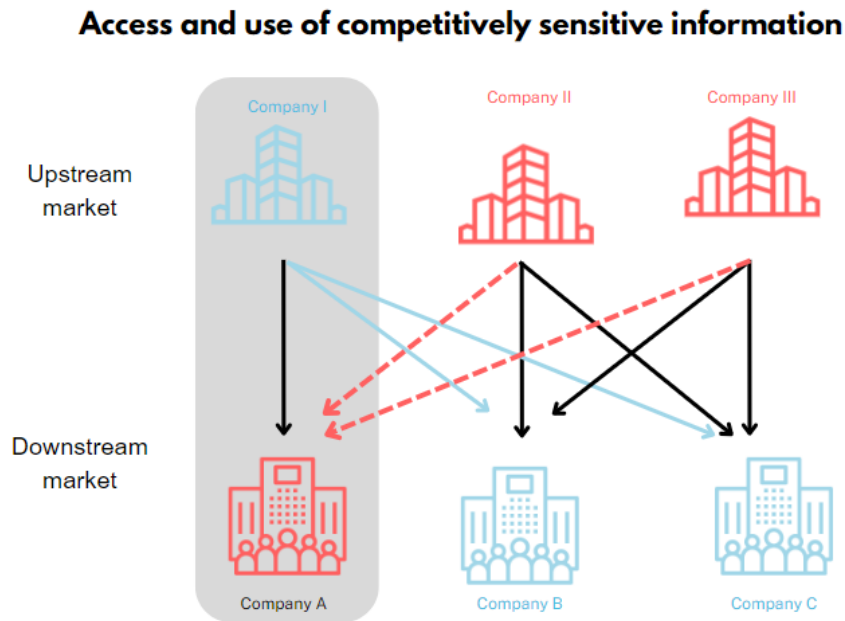 Access and use of competitively sensitive information
Company I
Company II
Company III
Upstream
market
Downstream
market
Company A
Company B
Company C